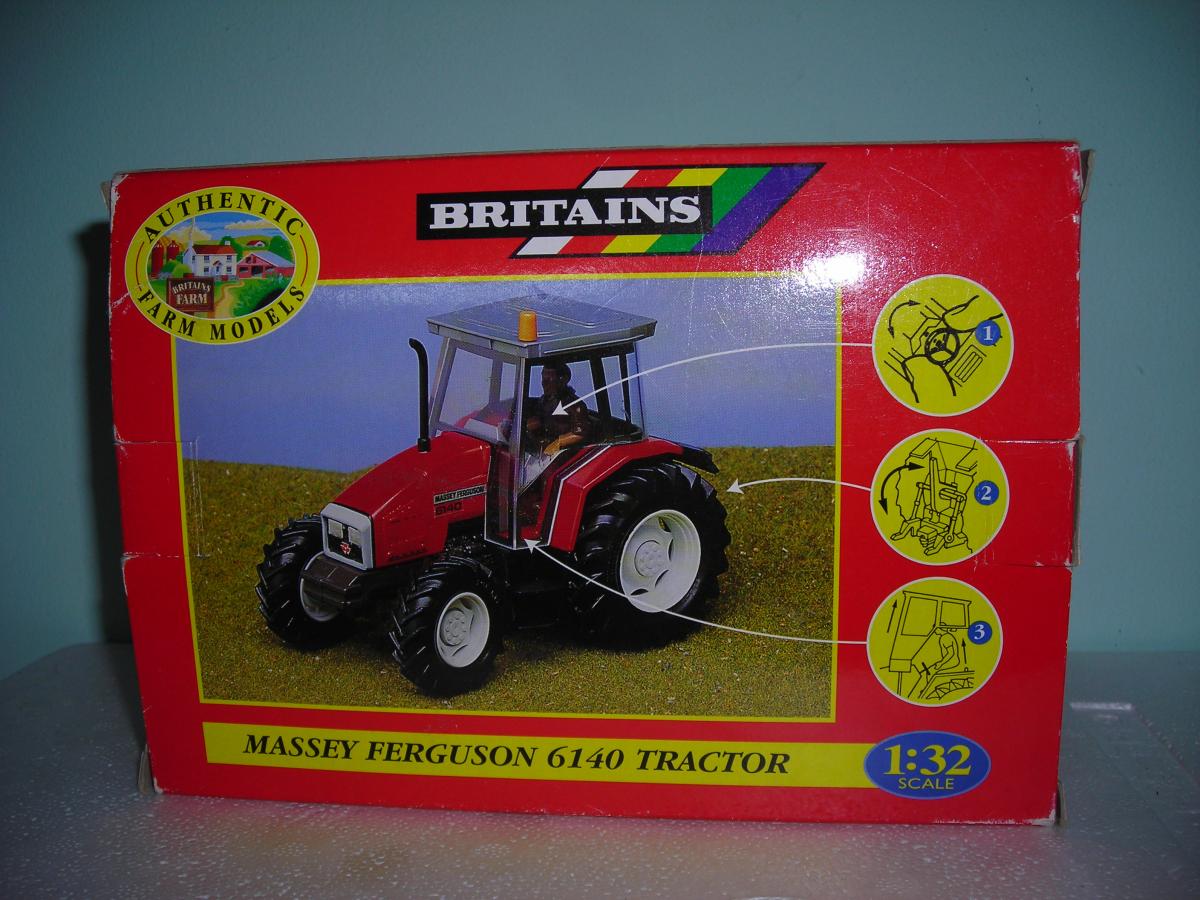 AUTHENTIC
FARM MODELS
BRITAINS
FARM
BRITAINS
1
2
3
MASSEY FERGUSON
6140
MASSEY FERGUSON 6140 TRACTOR
1:32
SCALE